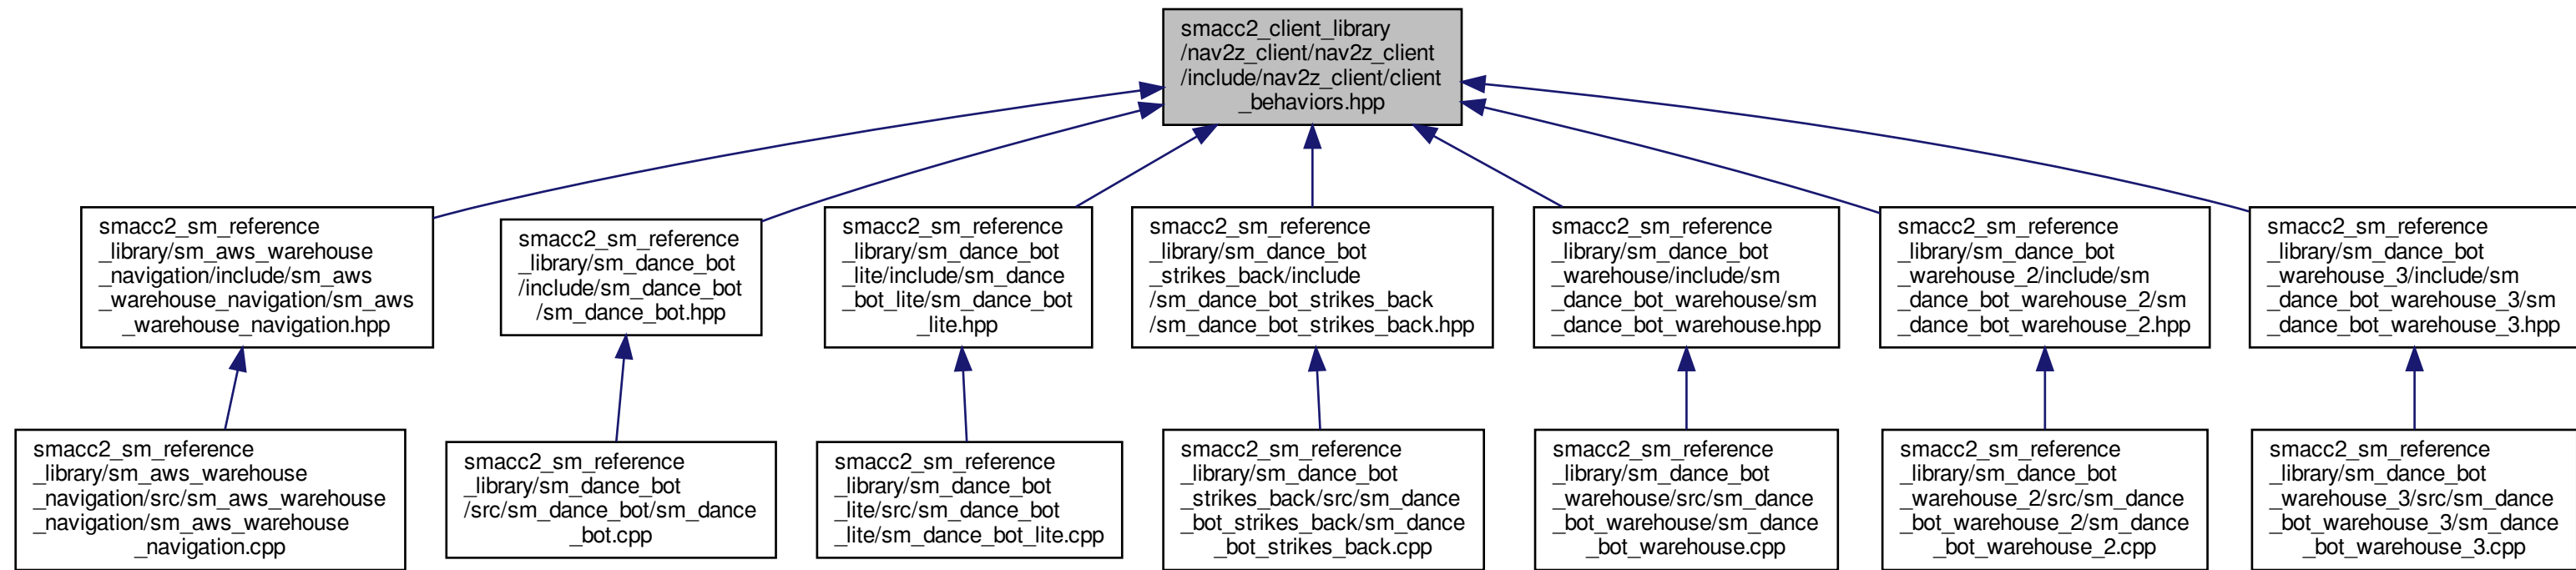 smacc2_client_library
/nav2z_client/nav2z_client
/include/nav2z_client/client
_behaviors.hpp
smacc2_sm_reference
_library/sm_aws_warehouse
_navigation/include/sm_aws
_warehouse_navigation/sm_aws
_warehouse_navigation.hpp
smacc2_sm_reference
_library/sm_dance_bot
/include/sm_dance_bot
/sm_dance_bot.hpp
smacc2_sm_reference
_library/sm_dance_bot
_lite/include/sm_dance
_bot_lite/sm_dance_bot
_lite.hpp
smacc2_sm_reference
_library/sm_dance_bot
_strikes_back/include
/sm_dance_bot_strikes_back
/sm_dance_bot_strikes_back.hpp
smacc2_sm_reference
_library/sm_dance_bot
_warehouse/include/sm
_dance_bot_warehouse/sm
_dance_bot_warehouse.hpp
smacc2_sm_reference
_library/sm_dance_bot
_warehouse_2/include/sm
_dance_bot_warehouse_2/sm
_dance_bot_warehouse_2.hpp
smacc2_sm_reference
_library/sm_dance_bot
_warehouse_3/include/sm
_dance_bot_warehouse_3/sm
_dance_bot_warehouse_3.hpp
smacc2_sm_reference
_library/sm_aws_warehouse
_navigation/src/sm_aws_warehouse
_navigation/sm_aws_warehouse
_navigation.cpp
smacc2_sm_reference
_library/sm_dance_bot
/src/sm_dance_bot/sm_dance
_bot.cpp
smacc2_sm_reference
_library/sm_dance_bot
_lite/src/sm_dance_bot
_lite/sm_dance_bot_lite.cpp
smacc2_sm_reference
_library/sm_dance_bot
_strikes_back/src/sm_dance
_bot_strikes_back/sm_dance
_bot_strikes_back.cpp
smacc2_sm_reference
_library/sm_dance_bot
_warehouse/src/sm_dance
_bot_warehouse/sm_dance
_bot_warehouse.cpp
smacc2_sm_reference
_library/sm_dance_bot
_warehouse_2/src/sm_dance
_bot_warehouse_2/sm_dance
_bot_warehouse_2.cpp
smacc2_sm_reference
_library/sm_dance_bot
_warehouse_3/src/sm_dance
_bot_warehouse_3/sm_dance
_bot_warehouse_3.cpp